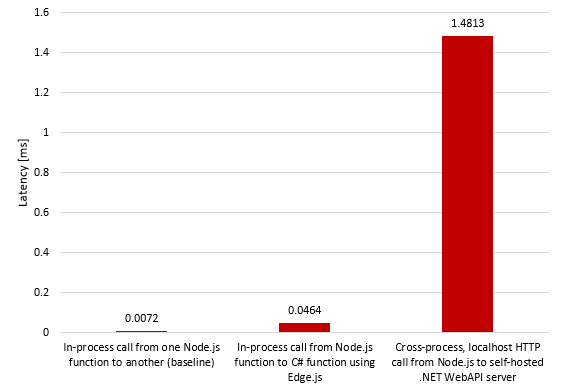 1.6
1.4813
1.4
1.2
1
Latency [ms]
0.8
0.6
0.4
0.2
0.0072
0.0464
0
In-process call from one Node.js
function to another (baseline)
In-process call from Node.js
function to C# function using
Edge.js
Cross-process, localhost HTTP
call from Node.js to self-hosted
.NET WebAPI server